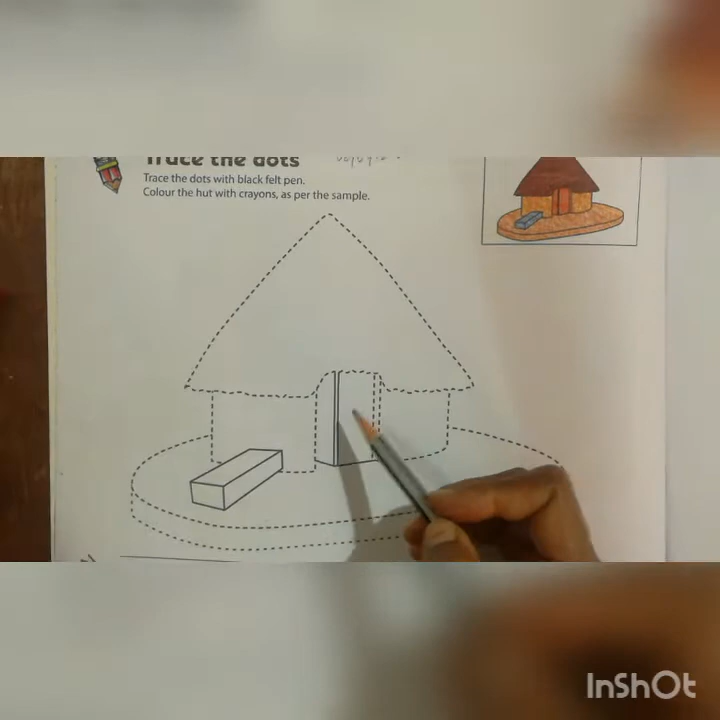 Trace the dots
Trace the dots with black felt pen.
Colour the hut with crayons, as per the sample.
InShOt